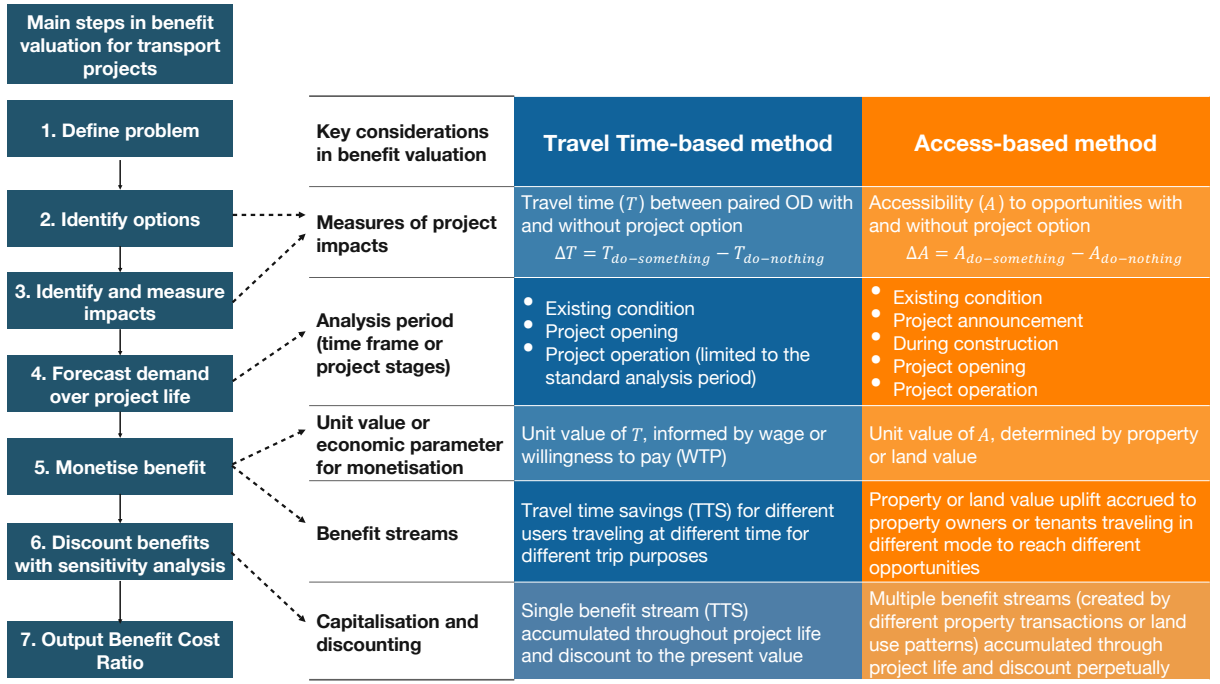 Main steps in benefit
valuation for transport
projects
1. Define problem
2. Identify options
3. Identify and measure
impacts
4. Forecast demand
over project life
5. Monetise benefit
6. Discount benefits
with sensitivity analysis
7. Output Benefit Cost
Ratio
Key considerations
in benefit valuation
Travel Time-based method
Access-based method
Measures of project
impacts
Travel time (T) between paired OD with
and without project option
ΔT = T_{do−something} − T_{do−nothing}
Accessibility (A) to opportunities with
and without project option
ΔA = A_{do−something} − A_{do−nothing}
Analysis period
(time frame or
project stages)
• Existing condition
• Project opening
• Project operation (limited to the
standard analysis period)
• Existing condition
• Project announcement
• During construction
• Project opening
• Project operation
Unit value or
economic parameter
for monetisation
Unit value of T, informed by wage or
willingness to pay (WTP)
Unit value of A, determined by property
or land value
Benefit streams
Travel time savings (TTS) for different
users traveling at different time for
different trip purposes
Property or land value uplift accrued to
property owners or tenants traveling in
different mode to reach different
opportunities
Capitalisation and
discounting
Single benefit stream (TTS)
accumulated throughout project life
and discount to the present value
Multiple benefit streams (created by
different property transactions or land
use patterns) accumulated through
project life and discount perpetually